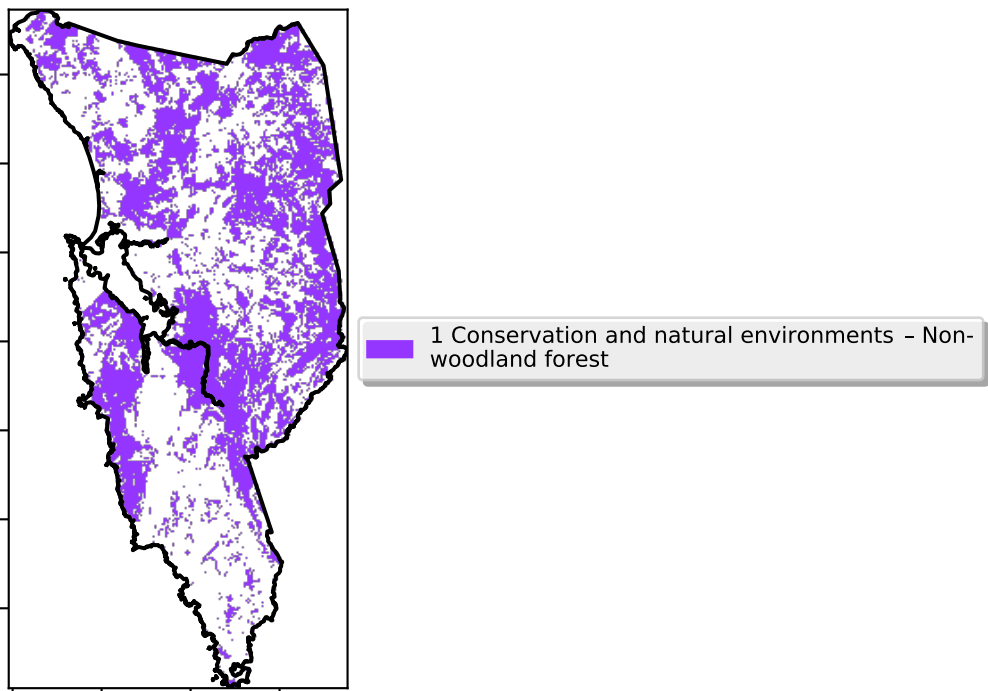 1 Conservation and natural environments – Non-
woodland forest